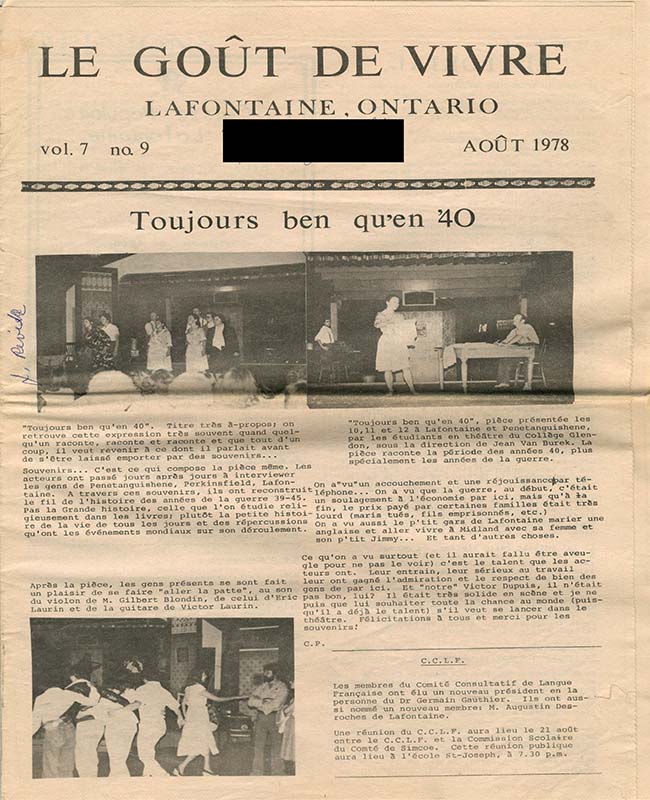 LE GOÛT DE VIVRE
LAFONTAINE, ONTARIO
vol. 7 no. 9
AOÛT 1978
Toujours ben qu'en '40
"Toujours ben qu'en 40". Titre très à-propos; on
retrouve cette expression très souvent quand quel-
qu'un raconte, raconte et raconte et que tout d'un
coup, il veut revenir à ce dont il parlait avant
de s'être laissé emporter par des souvenirs...
Souvenirs... C'est ce qui compose la pièce même. Les
acteurs ont passé jours après jours à interviewer
les gens de Penetanguishene, Perkinsfield, Lafon-
taine. A travers ces souvenirs, ils ont reconstruit
le fil de l'histoire des années de la guerre 39-45.
Pas la Grande histoire, celle que l'on étudie reli-
gieusement dans les livres; plutôt la petite histoi-
re de la vie de tous les jours et des répercussions
qu'ont les événements mondiaux sur son déroulement.
Après la pièce, les gens présents se sont fait
un plaisir de se faire "aller la patte", au son
du violon de M. Gilbert Blondin, de celui d'Eric
Laurin et de la guitare de Victor Laurin.
"Toujours ben qu'en 40", pièce présentée les
10,11 et 12 à Lafontaine et Penetanguishene,
par les étudiants en théâtre du Collège Glen-
don, sous la direction de Jean Van Burek. La
pièce raconte la période des années 40, plus
spécialement les années de la guerre.
On a"vu"un accouchement et une réjouissance par té-
léphone... On a vu que la guerre, au début, c'était
un soulagement à l'économie par ici, mais qu'à la
fin, le prix payé par certaines familles était très
lourd (maris tués, fils emprisonnés, etc.)
On a vu aussi le p'tit gars de Lafontaine marier une
anglaise et aller vivre à Midland avec sa femme et
son p'tit Jimmy... Et tant d'autres choses.
Ce qu'on a vu surtout (et il aurait fallu être aveu-
gle pour ne pas le voir) c'est le talent que les ac-
teurs ont. Leur entrain, leur sérieux au travail
leur ont gagné l'admiration et le respect de bien des
gens de par ici. Et "notre" Victor Dupuis, il n'était
pas bon, lui? Il était très solide en scène et je ne
puis que lui souhaiter toute la chance au monde (puis-
qu'il a déjà le talent) s'il veut se lancer dans le
théâtre. Félicitations à tous et merci pour les
souvenirs!
C.P.
C.C.L.F.
Les membres du Comité Consultatif de Langue
Française ont élu un nouveau président en la
personne du Dr Germain Gauthier. Ils ont aus-
si nommé un nouveau membre: M. Augustin Des-
roches de Lafontaine.
Une réunion du C.C.L.F. aura lieu le 21 août
entre le C.C.L.F. et la Commission Scolaire
du Comté de Simcoe. Cette réunion publique
aura lieu à l'école St-Joseph, à 7.30 p.m.